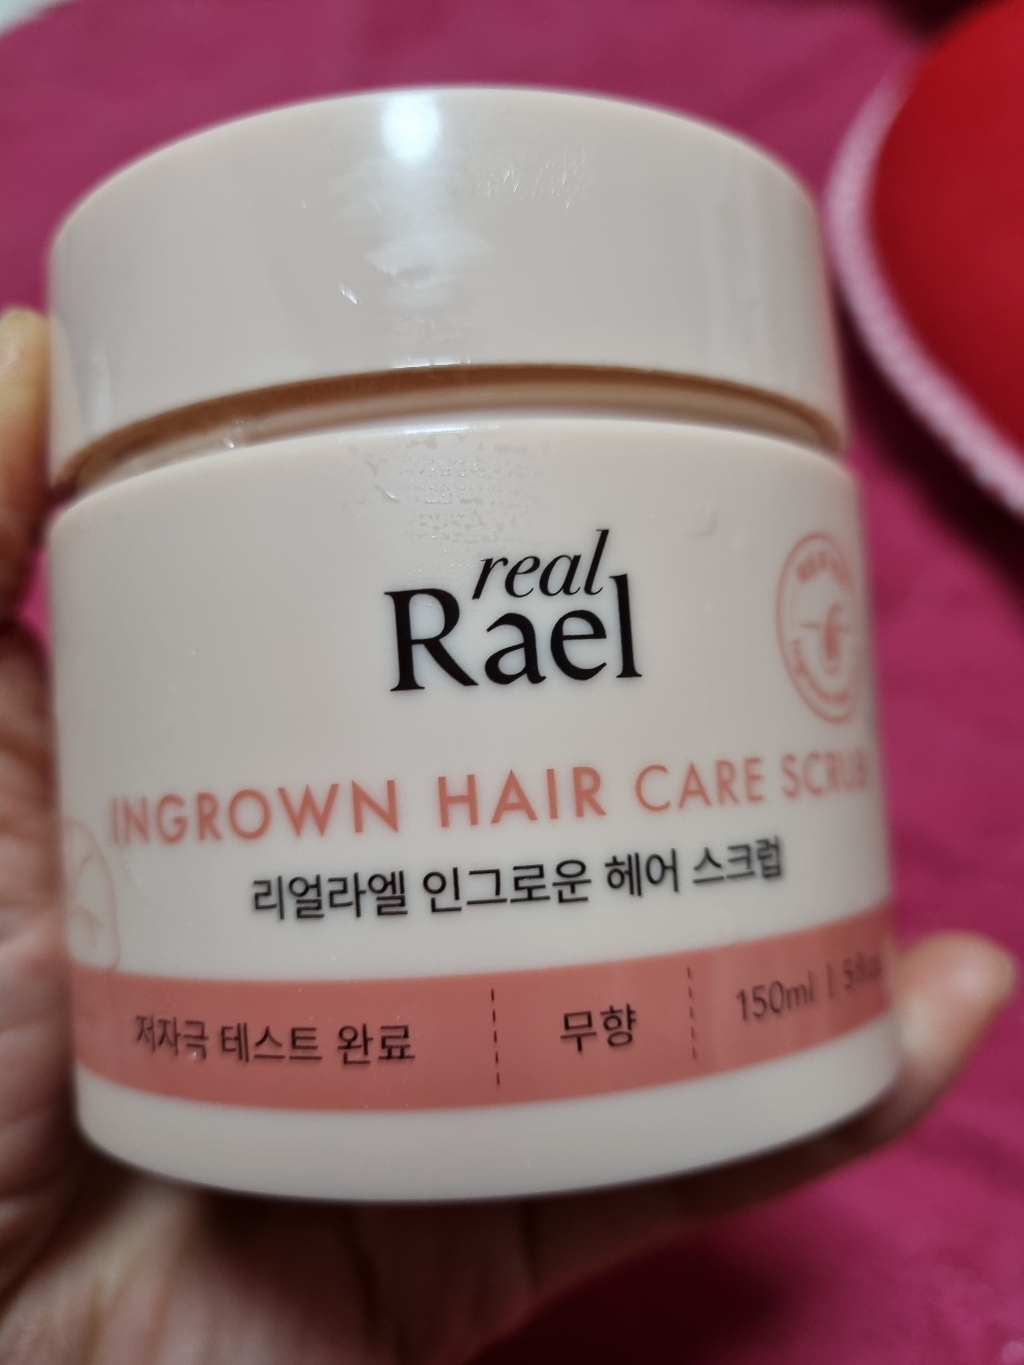 real
Rael
INGROWN HAIR CARE SCRUB
리얼라엘 인그로운 헤어 스크럽
저자극 테스트 완료
무향
150ml |